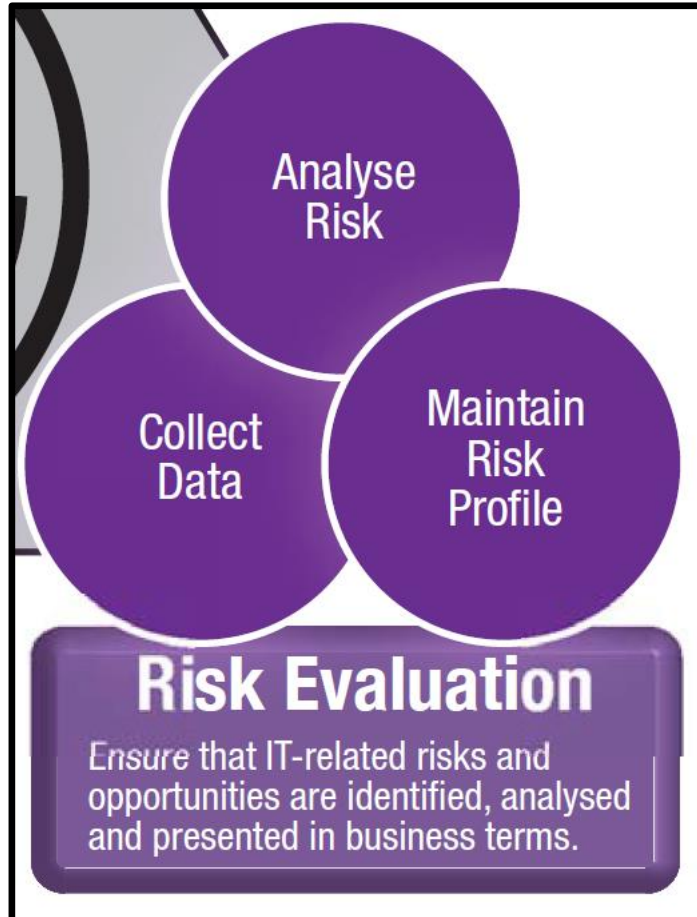 Analyse
Risk
Collect
Data
Maintain
Risk
Profile
Risk Evaluation
Ensure that IT-related risks and
opportunities are identified, analysed
and presented in business terms.